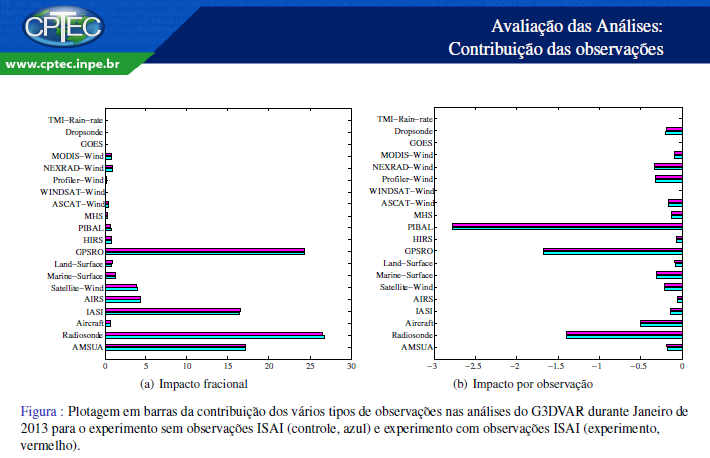 CPTEC
www.cptec.inpe.br
Avaliação das Análises:
Contribuição das observações
TMI−Rain−rate
Dropsonde
GOES
MODIS−Wind
NEXRAD−Wind
Profiler−Wind
WINDSAT−Wind
ASCAT−Wind
MHS
PIBAL
HIRS
GPSRO
Land−Surface
Marine−Surface
Satellite−Wind
AIRS
IASI
Aircraft
Radiosonde
AMSUA
0 5 10 15 20 25 30
(a) Impacto fracional
TMI−Rain−rate
Dropsonde
GOES
MODIS−Wind
NEXRAD−Wind
Profiler−Wind
WINDSAT−Wind
ASCAT−Wind
MHS
PIBAL
HIRS
GPSRO
Land−Surface
Marine−Surface
Satellite−Wind
AIRS
IASI
Aircraft
Radiosonde
AMSUA
−3 −2.5 −2 −1.5 −1 −0.5 0
(b) Impacto por observação
Figura : Plotagem em barras da contribuição dos vários tipos de observações nas análises do G3DVAR durante Janeiro de
2013 para o experimento sem observações ISAI (controle, azul) e experimento com observações ISAI (experimento,
vermelho).